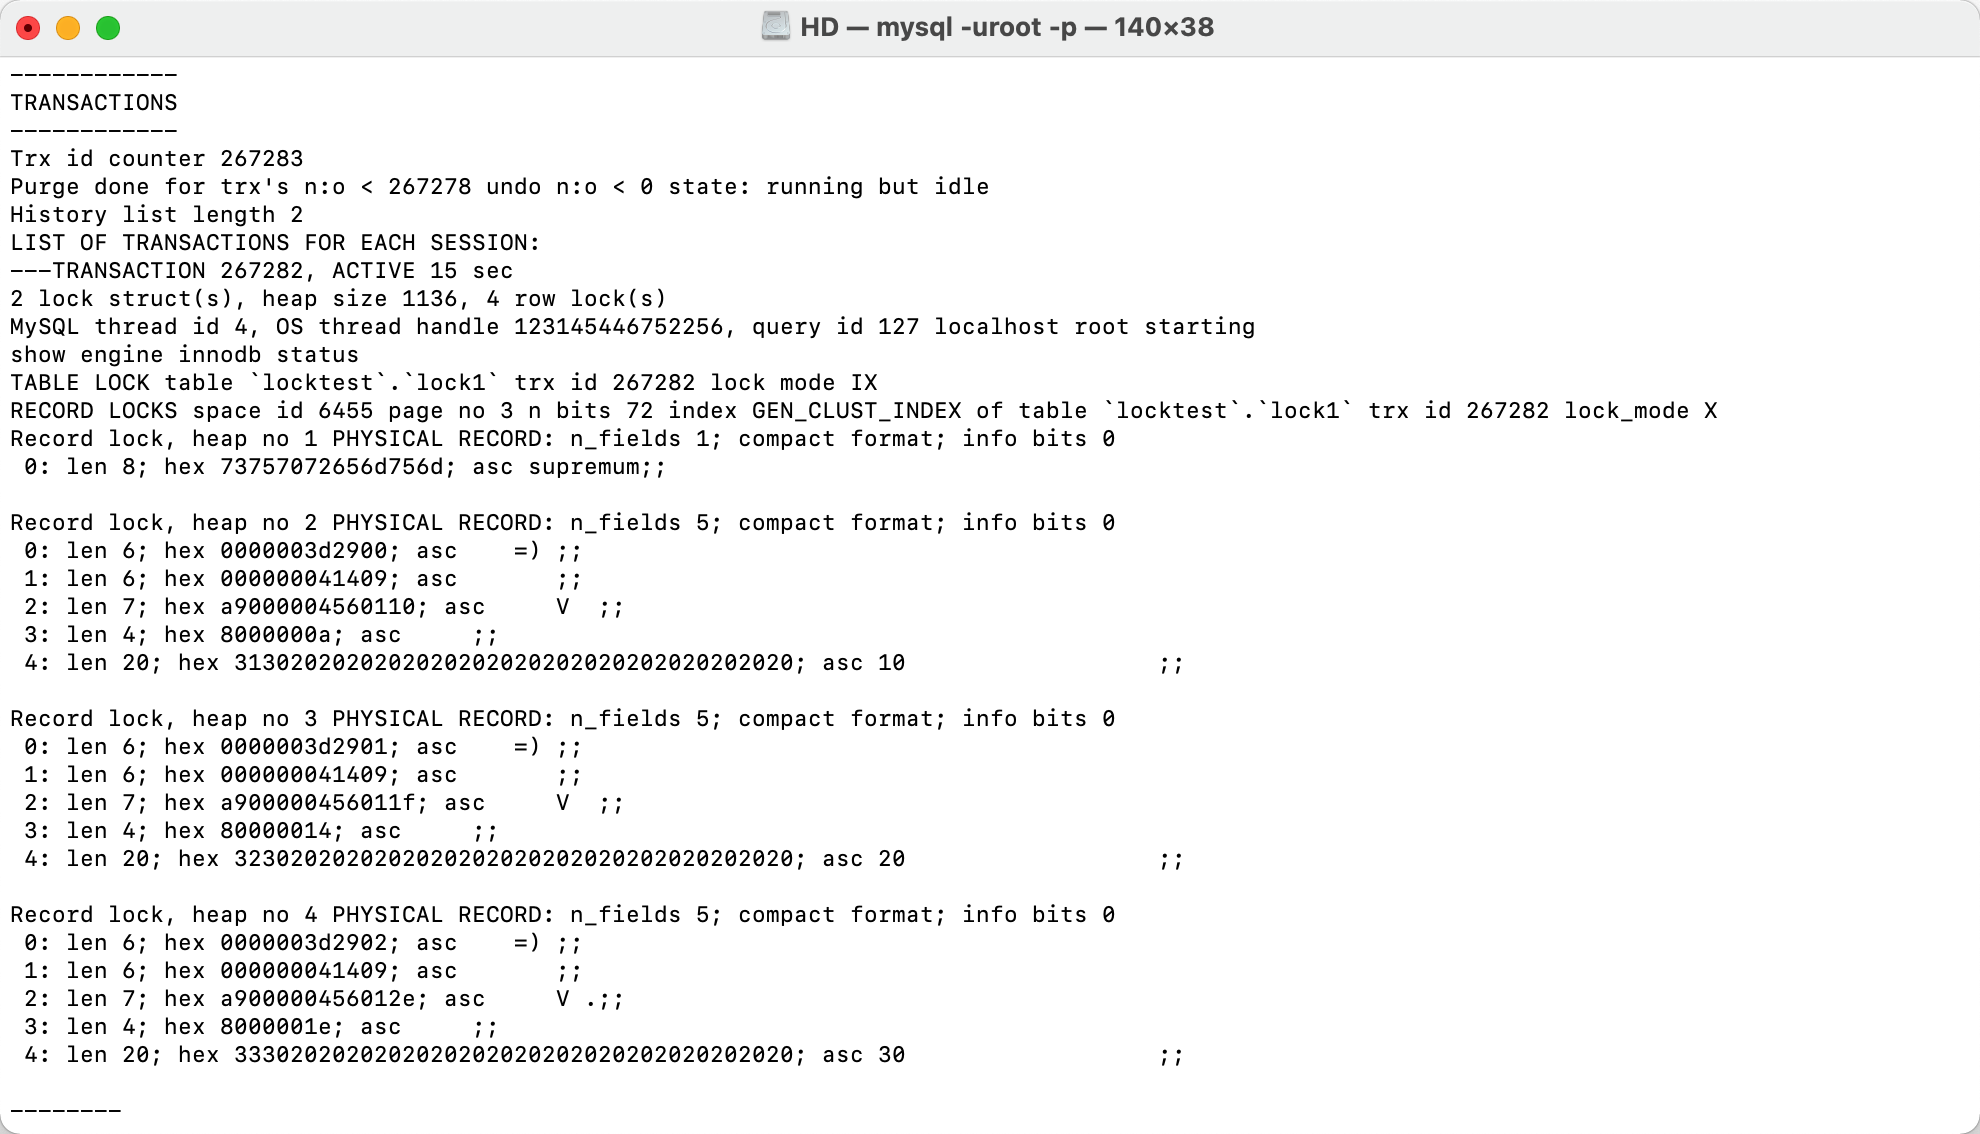 HD — mysql -uroot -p — 140×38
------------
TRANSACTIONS
------------
Trx id counter 267283
Purge done for trx's n:o < 267278 undo n:o < 0 state: running but idle
History list length 2
LIST OF TRANSACTIONS FOR EACH SESSION:
---TRANSACTION 267282, ACTIVE 15 sec
2 lock struct(s), heap size 1136, 4 row lock(s)
MySQL thread id 4, OS thread handle 123145446752256, query id 127 localhost root starting
show engine innodb status
TABLE LOCK table `locktest`.`lock1` trx id 267282 lock mode IX
RECORD LOCKS space id 6455 page no 3 n bits 72 index GEN_CLUST_INDEX of table `locktest`.`lock1` trx id 267282 lock_mode X
Record lock, heap no 1 PHYSICAL RECORD: n_fields 1; compact format; info bits 0
 0: len 8; hex 73757072656d756d; asc supremum;;

Record lock, heap no 2 PHYSICAL RECORD: n_fields 5; compact format; info bits 0
 0: len 6; hex 0000003d2900; asc    =) ;;
 1: len 6; hex 000000041409; asc       ;;
 2: len 7; hex a9000004560110; asc     V  ;;
 3: len 4; hex 8000000a; asc     ;;
 4: len 20; hex 3130202020202020202020202020202020202020; asc 10                  ;;

Record lock, heap no 3 PHYSICAL RECORD: n_fields 5; compact format; info bits 0
 0: len 6; hex 0000003d2901; asc    =) ;;
 1: len 6; hex 000000041409; asc       ;;
 2: len 7; hex a900000456011f; asc     V  ;;
 3: len 4; hex 80000014; asc     ;;
 4: len 20; hex 3230202020202020202020202020202020202020; asc 20                  ;;

Record lock, heap no 4 PHYSICAL RECORD: n_fields 5; compact format; info bits 0
 0: len 6; hex 0000003d2902; asc    =) ;;
 1: len 6; hex 000000041409; asc       ;;
 2: len 7; hex a900000456012e; asc     V .;;
 3: len 4; hex 8000001e; asc     ;;
 4: len 20; hex 3330202020202020202020202020202020202020; asc 30                  ;;

--------